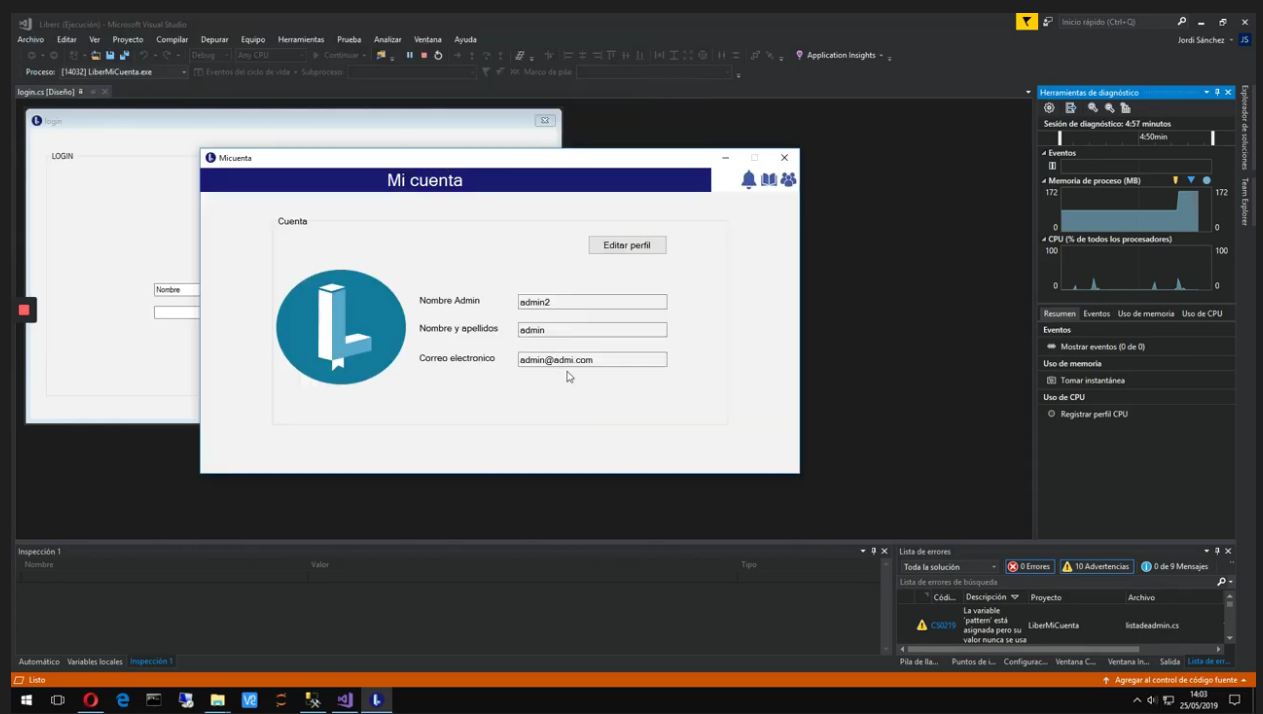 Liberc (Ejecución) - Microsoft Visual Studio
Inicio rápido (Ctrl+Q)
Archivo Editar Ver Proyecto Compilar Depurar Equipo Herramientas Prueba Analizar Ventana Ayuda
Jordi Sánchez JS
Debug Any CPU Continuar Application Insights
Proceso: [14032] LiberMiCuenta.exe Eventos del ciclo de vida Subproceso: Marco de pila
login.cs [Diseño]
login
LOGIN
Nombre
Micuenta
Mi cuenta
Cuenta
Editar perfil
Nombre Admin admin2
Nombre y apellidos admin
Correo electronico admin@admi.com
L
Herramientas de diagnóstico
Sesión de diagnóstico: 4:57 minutos
4:50min
Eventos
Memoria de proceso (MB)
172 172
0 0
CPU (% de todos los procesadores)
100 100
0 0
Resumen Eventos Uso de memoria Uso de CPU
Eventos
Mostrar eventos (0 de 0)
Uso de memoria
Tomar instantánea
Uso de CPU
Registrar perfil CPU
Explorador de soluciones
Team Explorer
Inspección 1
Nombre Valor Tipo
Automático Variables locales Inspección 1
Lista de errores
Toda la solución 0 Errores 10 Advertencias 0 de 9 Mensajes
Lista de errores de búsqueda
Códi... Descripción Proyecto Archivo
CS0219 La variable 'pattern' está asignada pero su valor nunca se usa LiberMiCuenta listadeadmin.cs
Pila de lla... Puntos de i... Configurac... Ventana C... Ventana In... Salida Lista de err...
Listo
Agregar al control de código fuente
14:03
25/05/2019